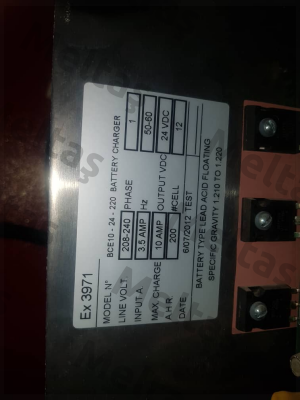 Ex 3971
MODEL N° BCE10 - 24 - 220 BATTERY CHARGER
LINE VOLT 208-240 PHASE 1
INPUT A 3.5 AMP Hz 50-60
MAX. CHARGE 10 AMP OUTPUT VDC 24 VDC
A H R 200 CELL 12
DATE: 6/07/2012 TEST
BATTERY TYPE LEAD ACID FLOATING
SPECIFIC GRAVITY 1.210 TO 1.220